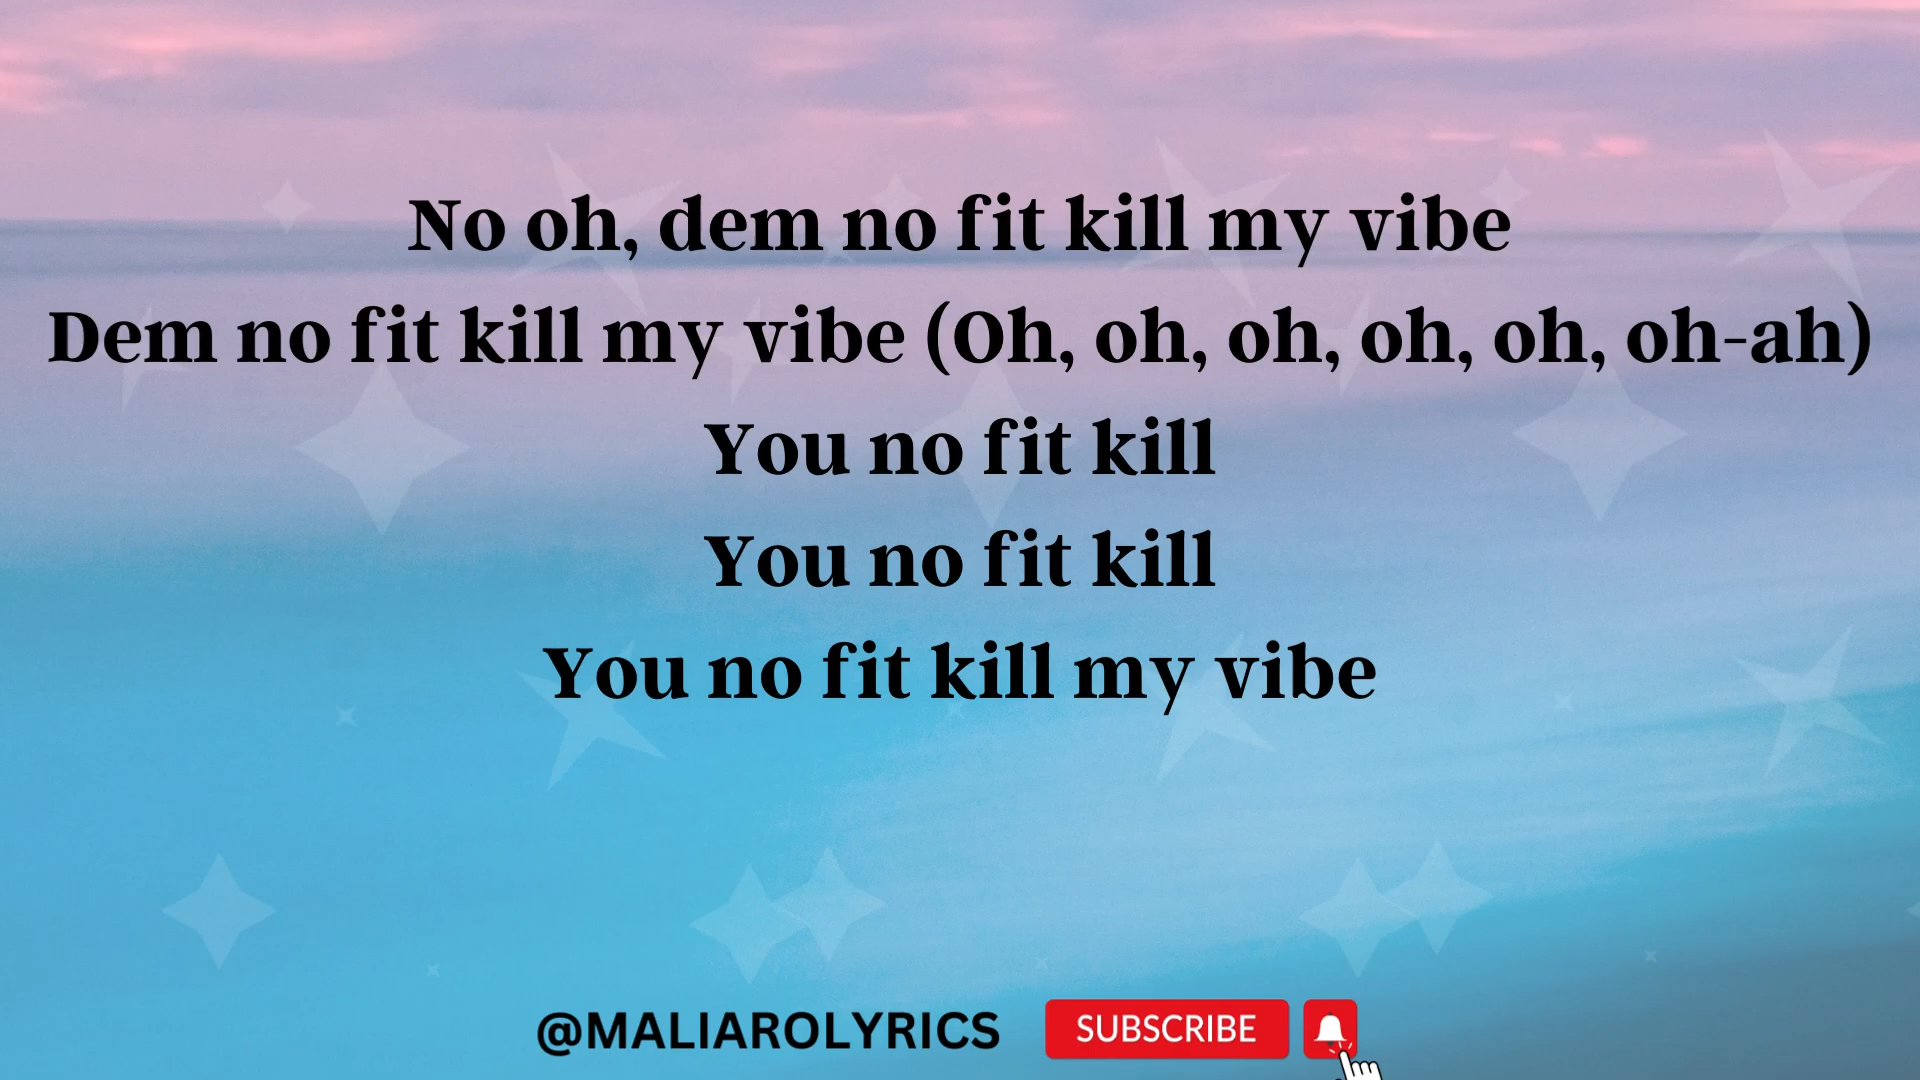 No oh, dem no fit kill my vibe
Dem no fit kill my vibe (Oh, oh, oh, oh, oh, oh-ah)
You no fit kill
You no fit kill
You no fit kill my vibe
@MALIAROLYRICS SUBSCRIBE